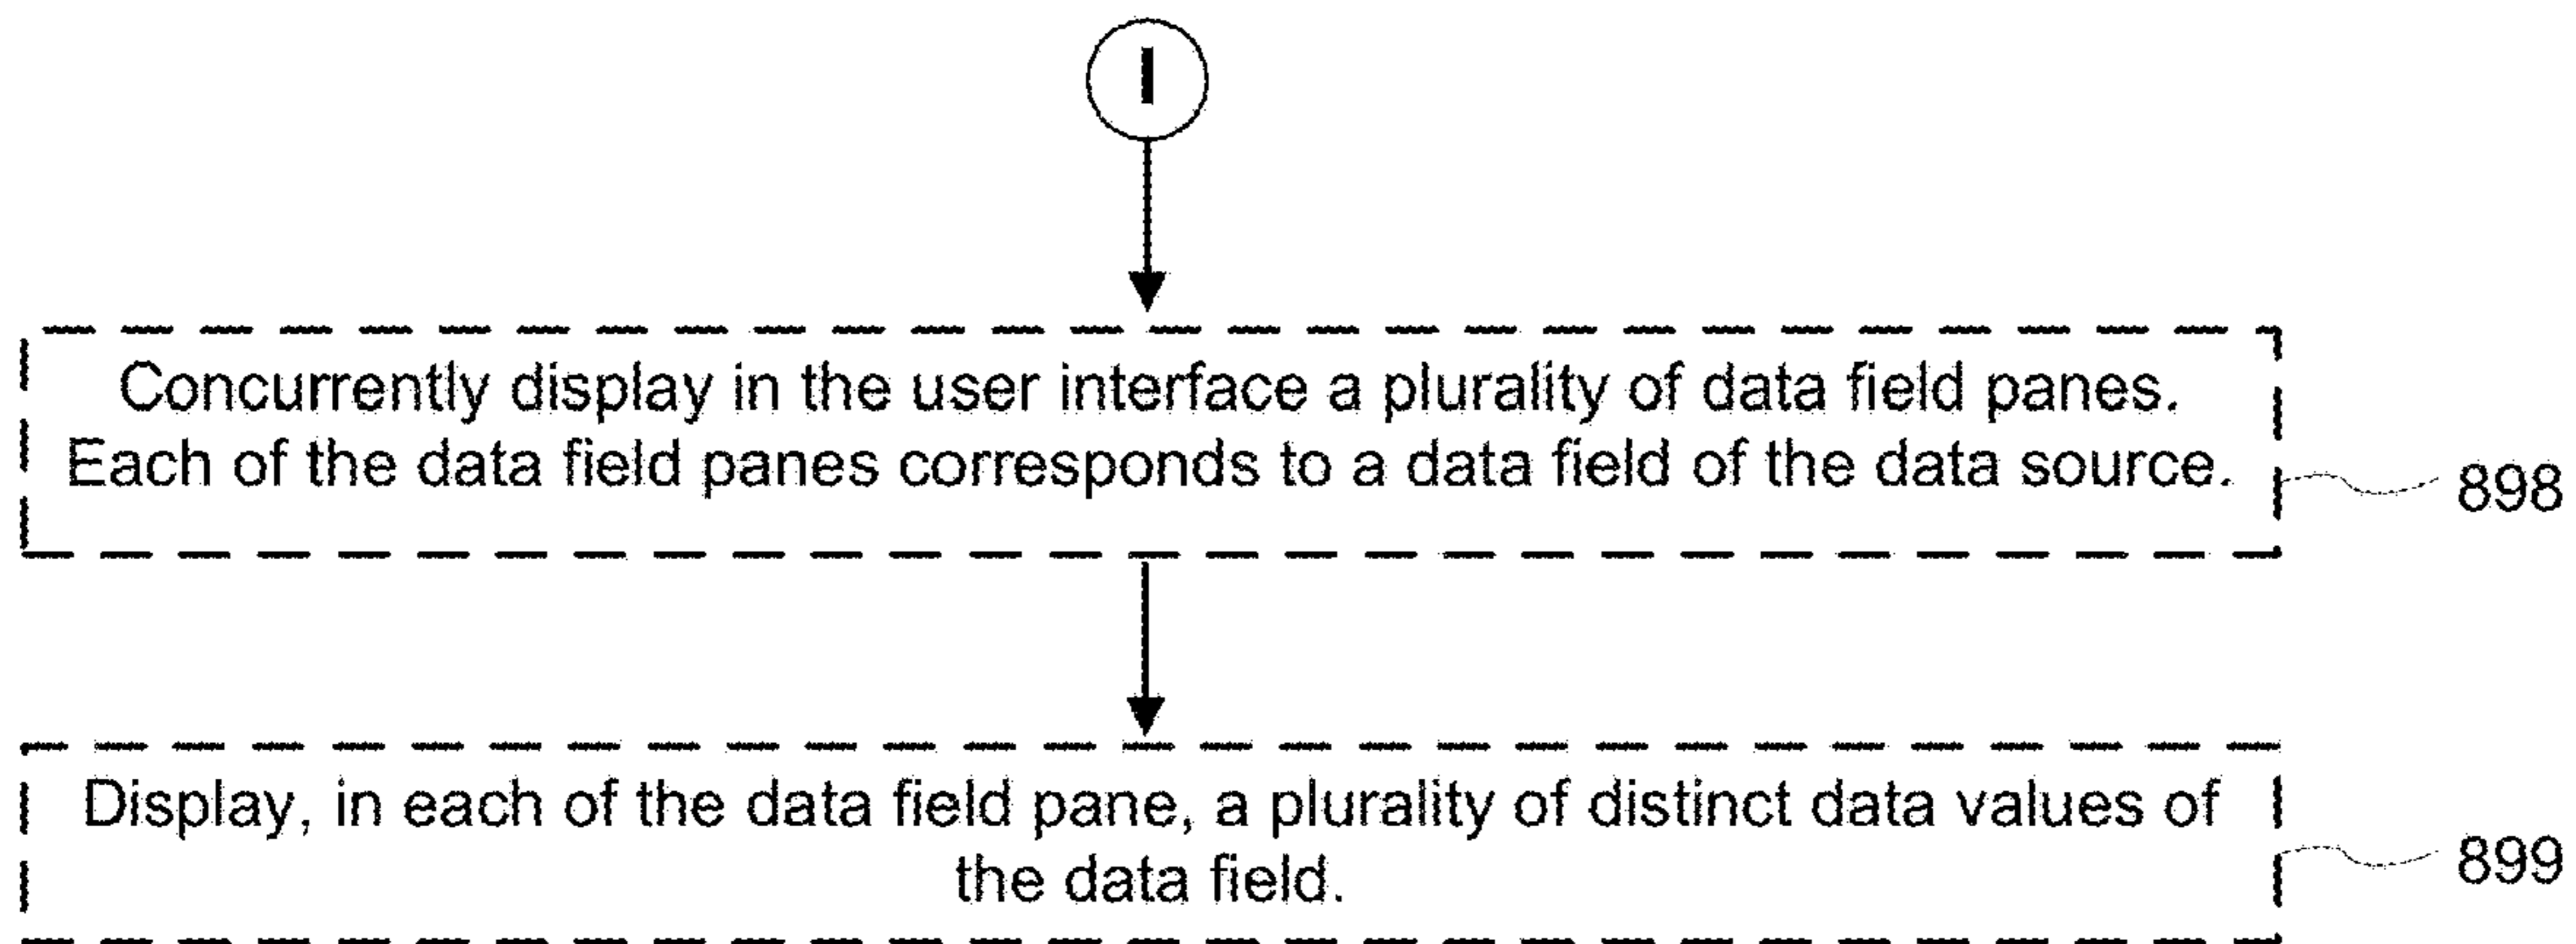 I
Concurrently display in the user interface a plurality of data field panes.
Each of the data field panes corresponds to a data field of the data source.
898
Display, in each of the data field pane, a plurality of distinct data values of
the data field.
899